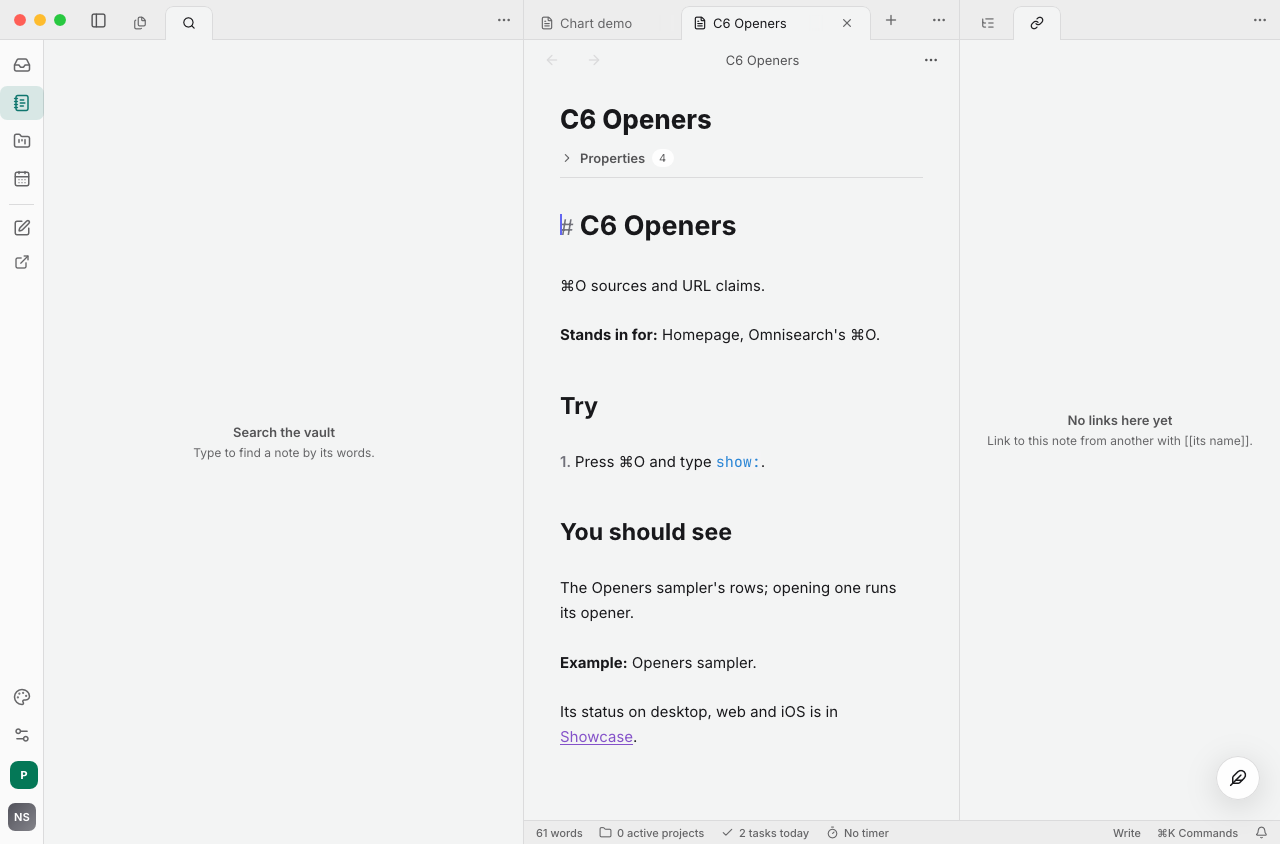 Chart demo
C6 Openers
C6 Openers
C6 Openers
Properties 4
# C6 Openers
⌘O sources and URL claims.
Stands in for: Homepage, Omnisearch's ⌘O.
Try
1. Press ⌘O and type show:.
You should see
The Openers sampler's rows; opening one runs
its opener.
Example: Openers sampler.
Its status on desktop, web and iOS is in
Showcase.
Search the vault
Type to find a note by its words.
No links here yet
Link to this note from another with [[its name]].
P
NS
61 words
0 active projects
2 tasks today
No timer
Write
⌘K Commands